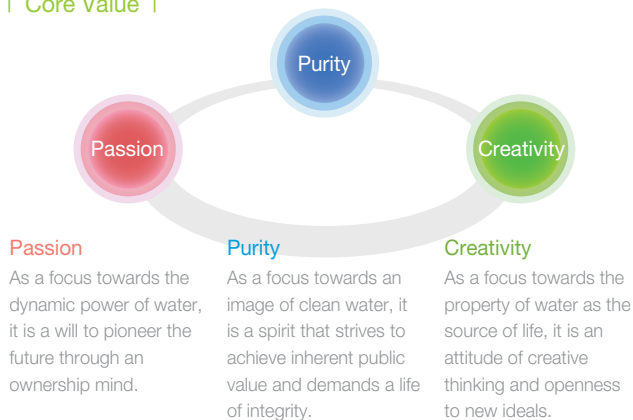 Core Value
Purity
Passion
Creativity
Passion
As a focus towards the
dynamic power of water,
it is a will to pioneer the
future through an
ownership mind.
Purity
As a focus towards an
image of clean water, it
is a spirit that strives to
achieve inherent public
value and demands a life
of integrity.
Creativity
As a focus towards the
property of water as the
source of life, it is an
attitude of creative
thinking and openness
to new ideals.